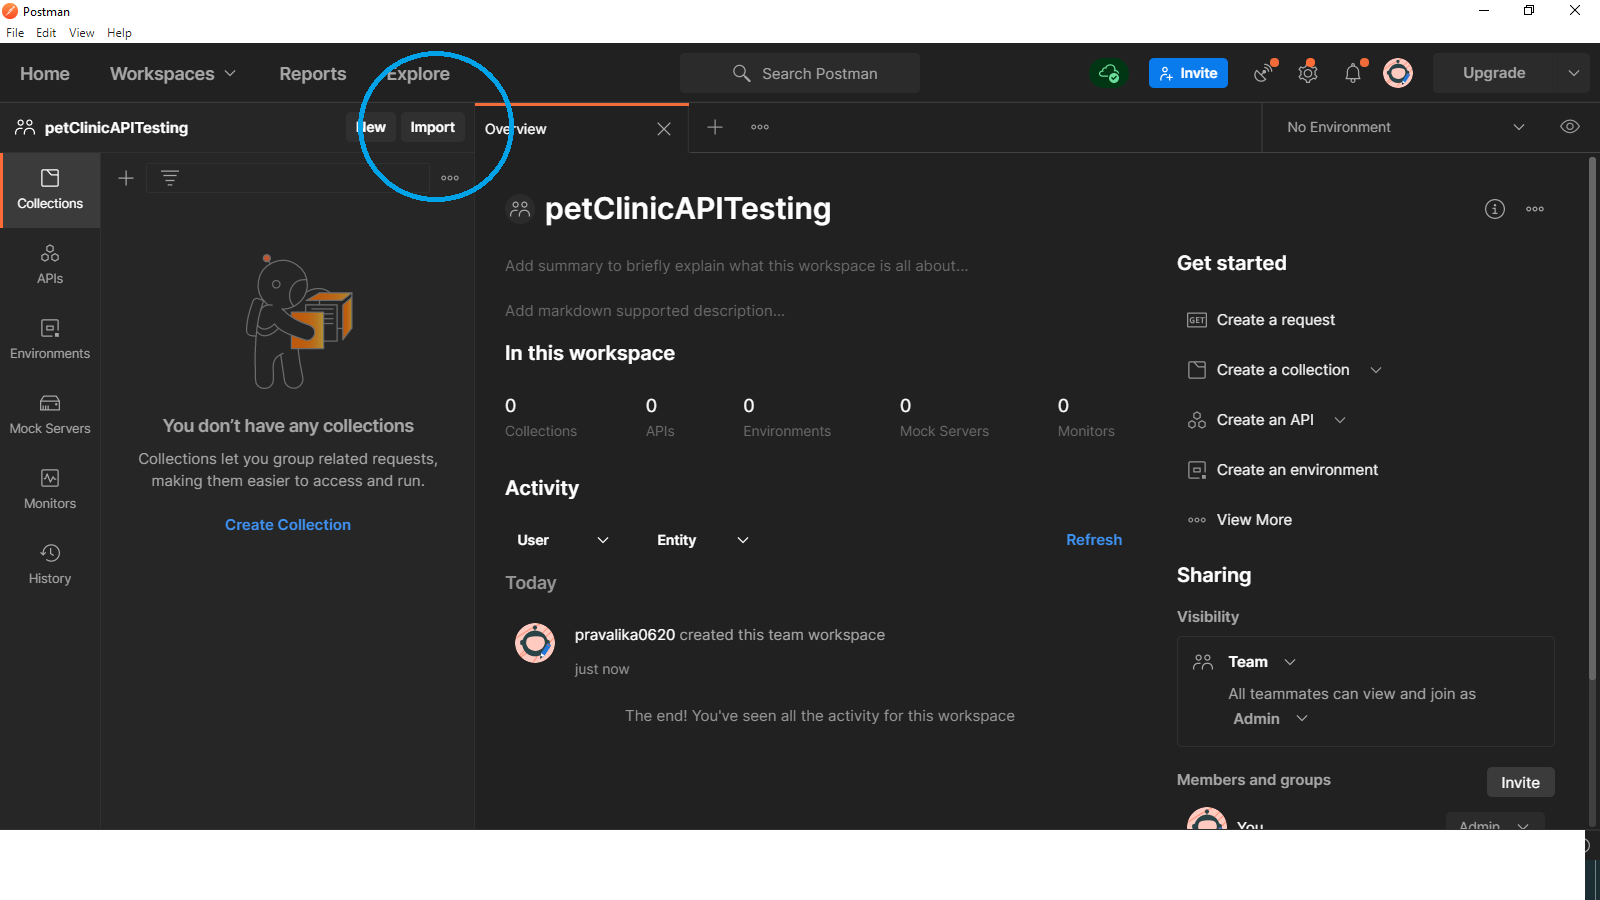 Postman
File Edit View Help
Home Workspaces Reports Explore Search Postman Invite Upgrade
petClinicAPITesting New Import Overview No Environment
Collections
APIs
Environments
Mock Servers
Monitors
History
You don’t have any collections
Collections let you group related requests,
making them easier to access and run.
Create Collection
petClinicAPITesting
Add summary to briefly explain what this workspace is all about...
Add markdown supported description...
In this workspace
0 0 0 0 0
Collections APIs Environments Mock Servers Monitors
Activity
User Entity Refresh
Today
pravalika0620 created this team workspace
just now
The end! You've seen all the activity for this workspace
Get started
GET Create a request
Create a collection
Create an API
Create an environment
View More
Sharing
Visibility
Team
All teammates can view and join as
Admin
Members and groups Invite
You Admin